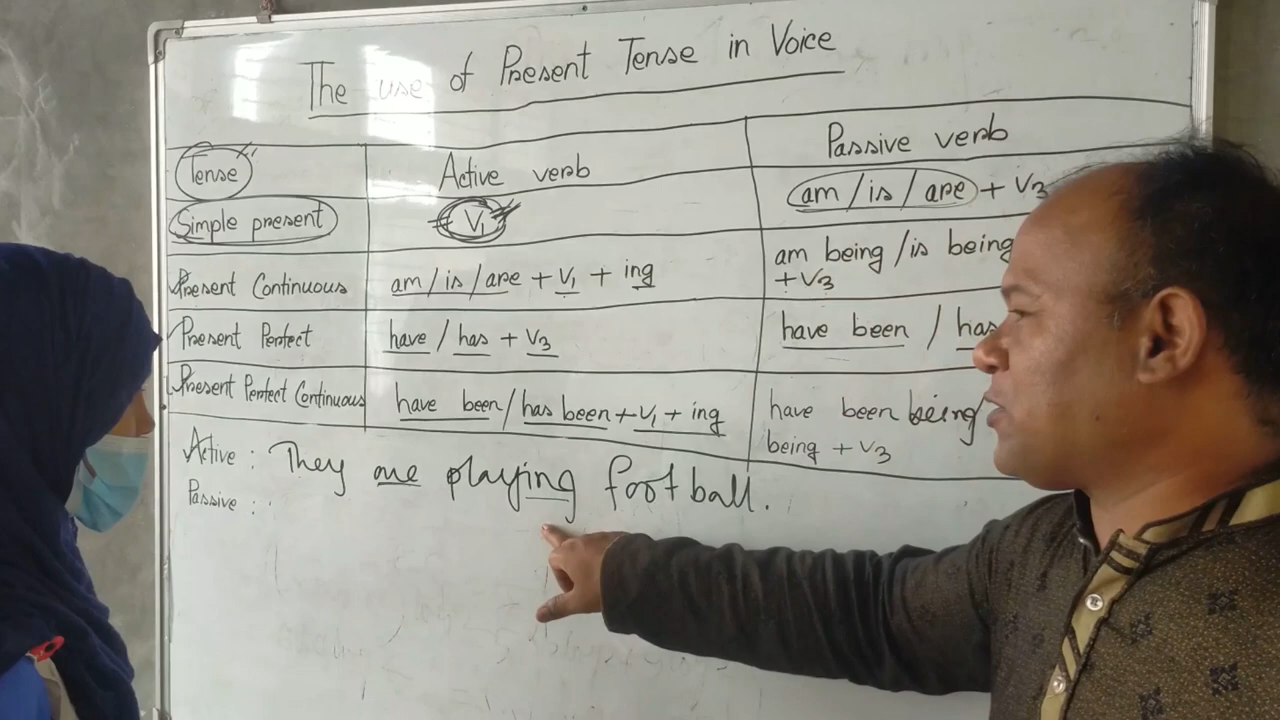 The use of Present Tense in Voice
Tense Active verb Passive verb
Simple present V1 am / is / are + V3
Present Continuous am / is / are + V1 + ing am being / is being
+ V3
Present Perfect have / has + V3 have been / has
Present Perfect Continuous have been / has been + V1 + ing have been being
being + V3
Active : They are playing football.
Passive :